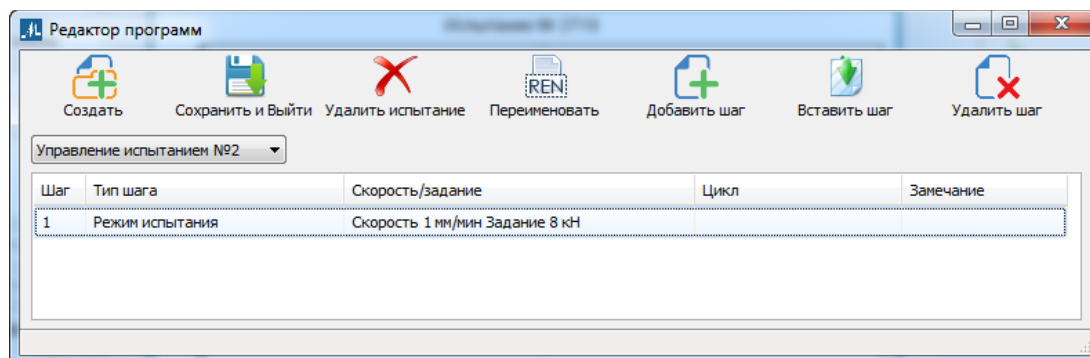 Редактор программ
REN
Создать Сохранить и Выйти Удалить испытание Переименовать Добавить шаг Вставить шаг Удалить шаг
Управление испытанием №2
Шаг Тип шага Скорость/задание Цикл Замечание
1 Режим испытания Скорость 1 мм/мин Задание 8 кН